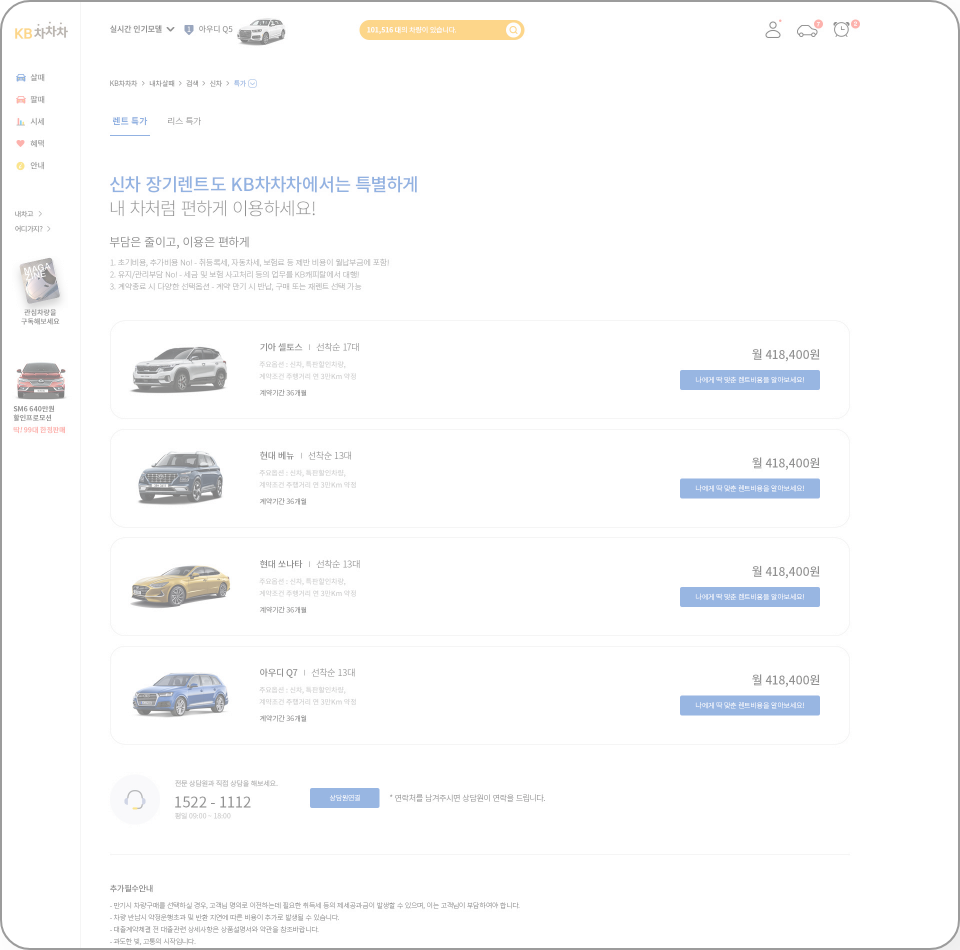 KB차차차
실시간 인기모델
1
아우디 Q5
101,516 대의 차량이 있습니다.
살때
팔때
시세
혜택
안내
내차고
어디가지?
MAGA
ZINE
관심차량을
구독해보세요
SM6 640만원
할인프로모션
딱! 99대 한정판매
KB차차차 > 내차살때 > 검색 > 신차 > 특가
렌트 특가
리스 특가
신차 장기렌트도 KB차차차에서는 특별하게
내 차처럼 편하게 이용하세요!
부담은 줄이고, 이용은 편하게
1. 초기비용, 추가비용 No! - 취등록세, 자동차세, 보험료 등 제반 비용이 월납부금에 포함!
2. 유지/관리부담 No! - 세금 및 보험 사고처리 등의 업무를 KB캐피탈에서 대행!
3. 계약종료 시 다양한 선택옵션 - 계약 만기 시 반납, 구매 또는 재렌트 선택 가능
기아 셀토스 | 선착순 17대
주요옵션 : 신차, 특판할인차량,
계약조건 주행거리 연 3만Km 약정
계약기간 36개월
월 418,400원
나에게 딱 맞춘 렌트비용을 알아보세요!
현대 베뉴 | 선착순 13대
주요옵션 : 신차, 특판할인차량,
계약조건 주행거리 연 3만Km 약정
계약기간 36개월
월 418,400원
나에게 딱 맞춘 렌트비용을 알아보세요!
현대 쏘나타 | 선착순 13대
주요옵션 : 신차, 특판할인차량,
계약조건 주행거리 연 3만Km 약정
계약기간 36개월
월 418,400원
나에게 딱 맞춘 렌트비용을 알아보세요!
아우디 Q7 | 선착순 13대
주요옵션 : 신차, 특판할인차량,
계약조건 주행거리 연 3만Km 약정
계약기간 36개월
월 418,400원
나에게 딱 맞춘 렌트비용을 알아보세요!
전문 상담원과 직접 상담을 해보세요.
1522 - 1112
평일 09:00 ~ 18:00
상담원연결
* 연락처를 남겨주시면 상담원이 연락을 드립니다.
추가필수안내
- 만기시 차량구매를 선택하실 경우, 고객님 명의로 이전하는데 필요한 취득세 등의 제세공과금이 발생할 수 있으며, 이는 고객님이 부담하여야 합니다.
- 차량 반납시 약정운행초과 및 반환 지연에 따른 비용이 추가로 발생될 수 있습니다.
- 대출계약체결 전 대출관련 상세사항은 상품설명서와 약관을 참조바랍니다.
- 과도한 빚, 고통의 시작입니다.